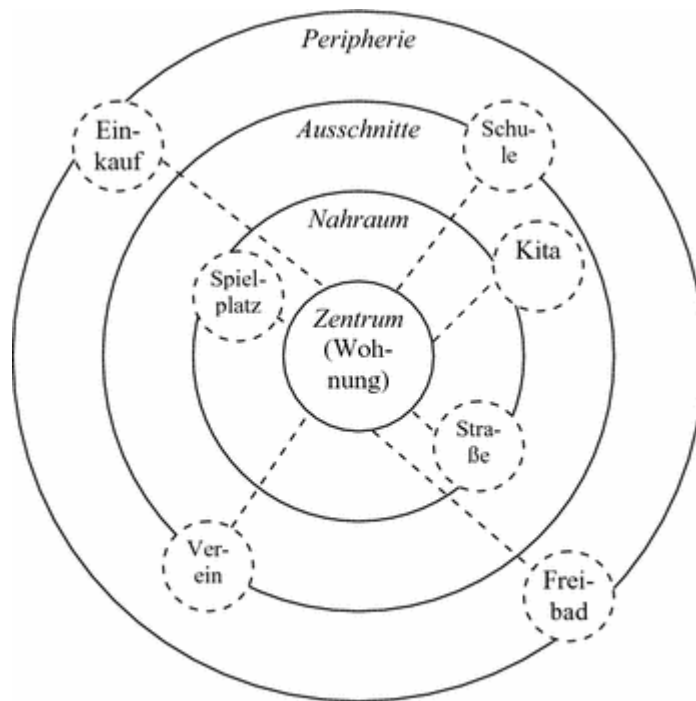 Peripherie
Ein-
kauf
Ausschnitte
Schu-
le
Nahraum
Kita
Spiel-
platz
Zentrum
(Woh-
nung)
Stra-
ße
Ver-
ein
Frei-
bad